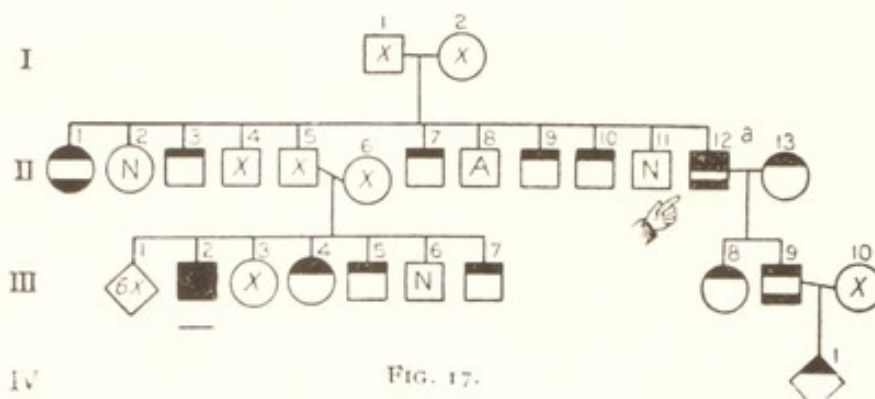 1 2
I X X
1 2 3 4 5 6 7 8 9 10 11 12 a 13
II N X X X A N
1 2 3 4 5 6 7 8 9 10
III 6X X N X
1
IV FIG. 17.